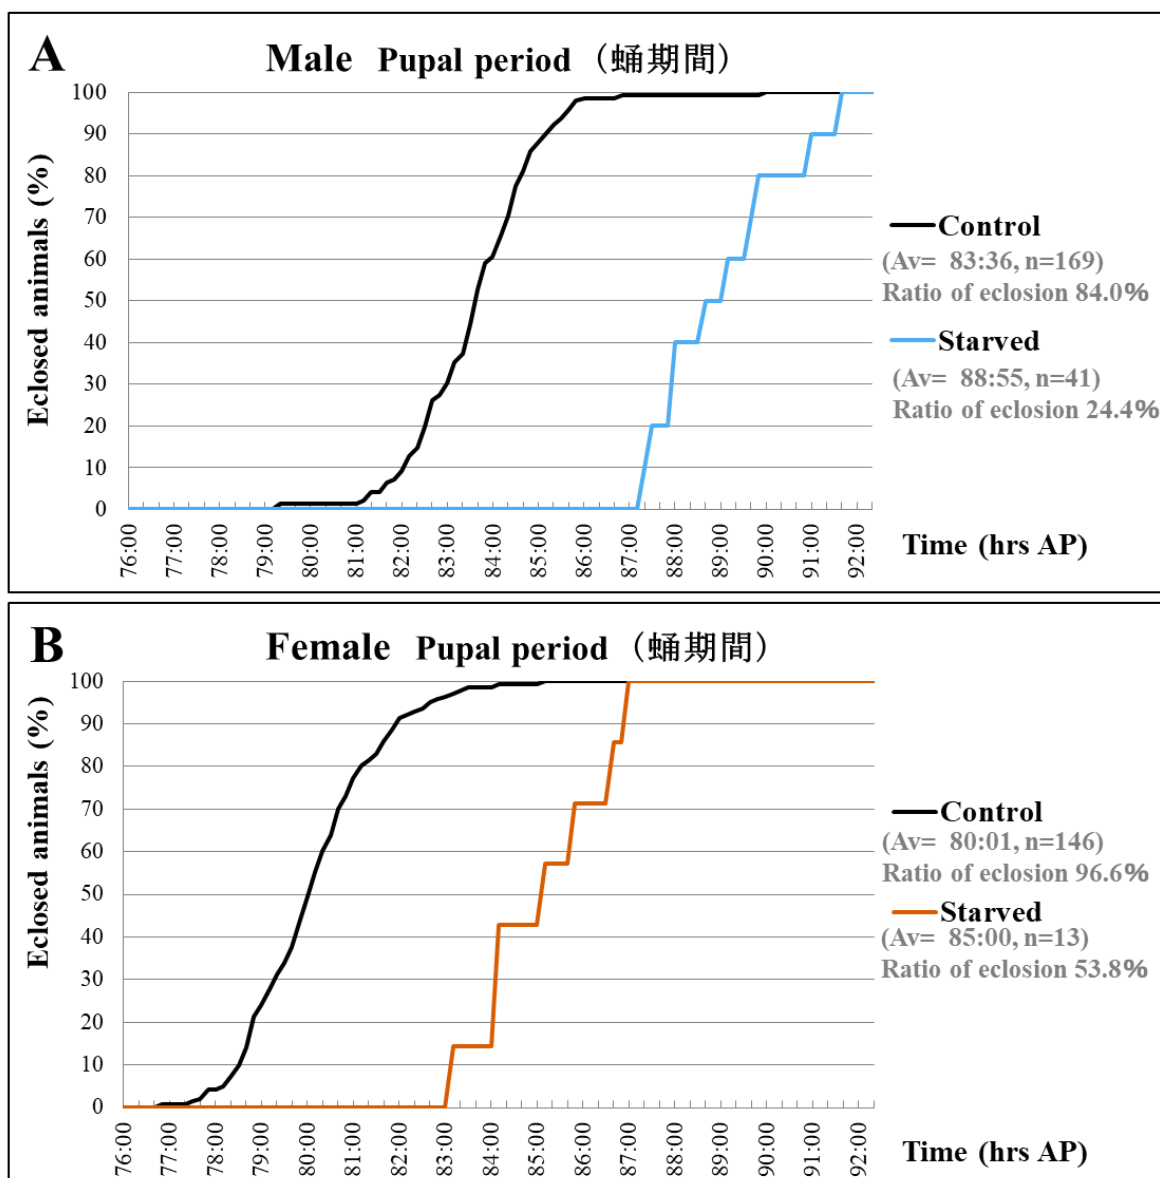 A
Male Pupal period (蛹期間)
Eclosed animals (%)
100
90
80
70
60
50
40
30
20
10
0
76:00
77:00
78:00
79:00
80:00
81:00
82:00
83:00
84:00
85:00
86:00
87:00
88:00
89:00
90:00
91:00
92:00
Time (hrs AP)
Control
(Av= 83:36, n=169)
Ratio of eclosion 84.0%
Starved
(Av= 88:55, n=41)
Ratio of eclosion 24.4%
B
Female Pupal period (蛹期間)
Eclosed animals (%)
100
90
80
70
60
50
40
30
20
10
0
76:00
77:00
78:00
79:00
80:00
81:00
82:00
83:00
84:00
85:00
86:00
87:00
88:00
89:00
90:00
91:00
92:00
Time (hrs AP)
Control
(Av= 80:01, n=146)
Ratio of eclosion 96.6%
Starved
(Av= 85:00, n=13)
Ratio of eclosion 53.8%